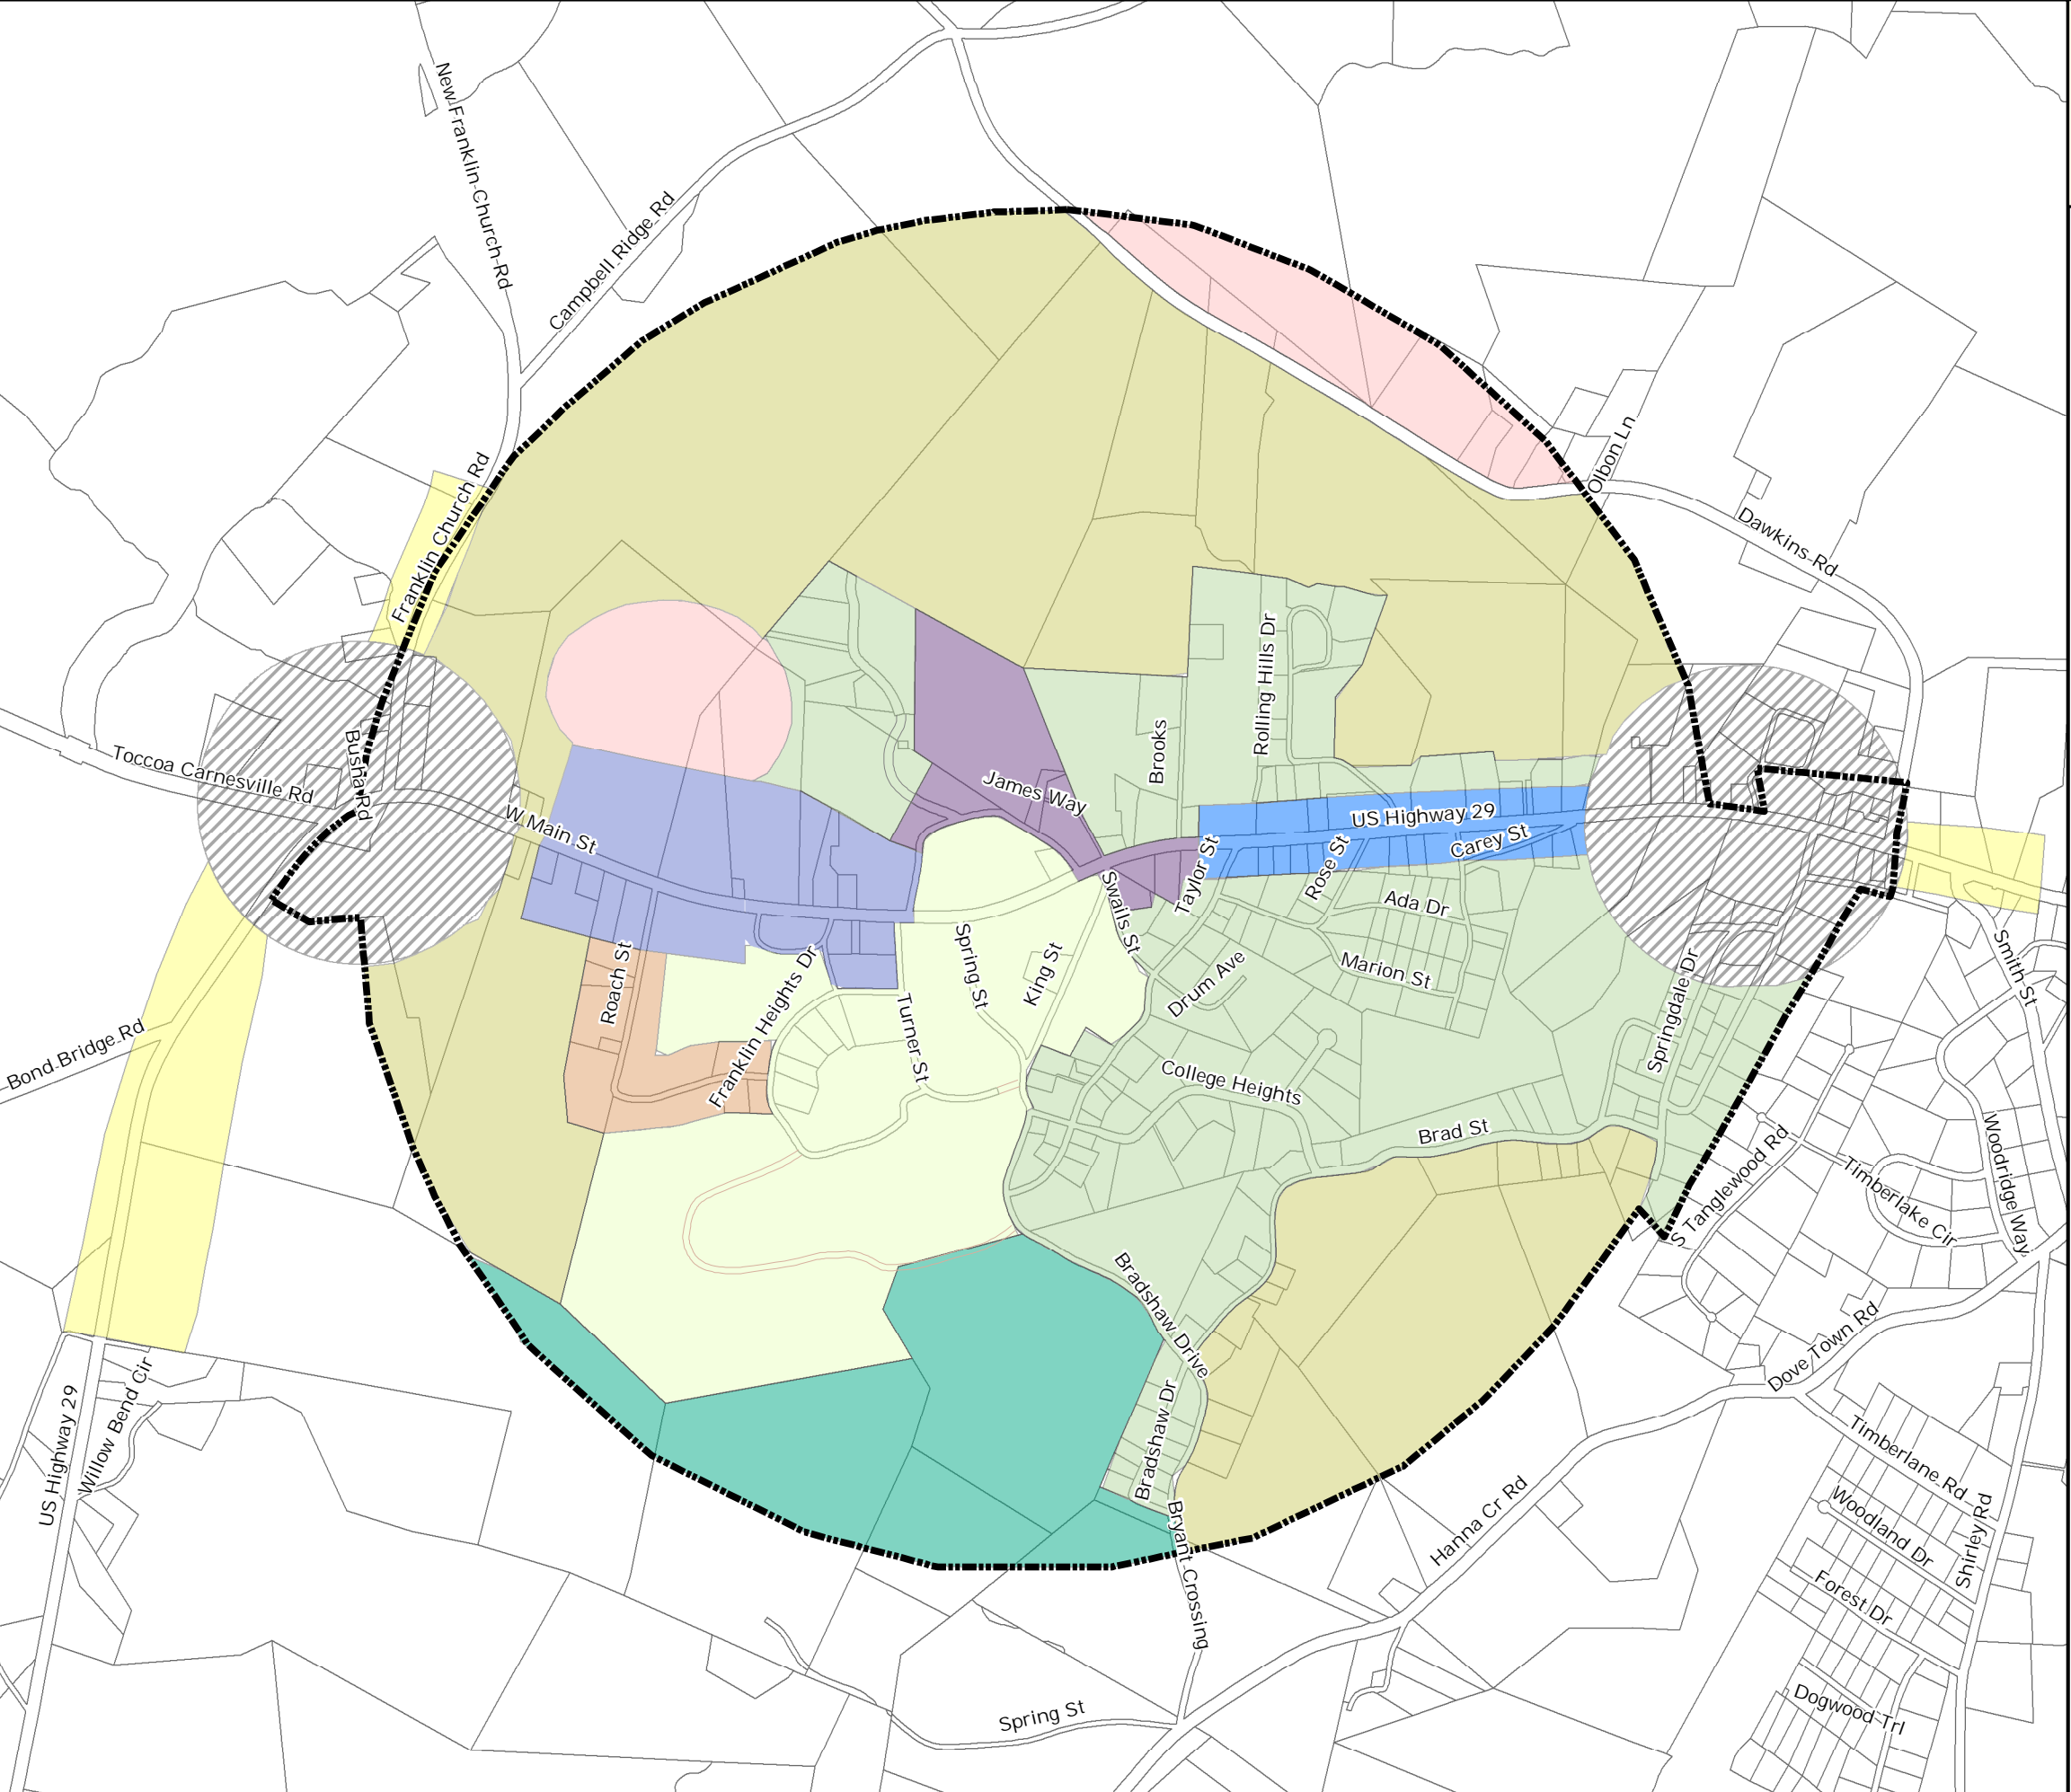 New Franklin Church Rd
Campbell Ridge Rd
Franklin Church Rd
Olbon Ln
Dawkins Rd
Toccoa Carnesville Rd
Busha Rd
W Main St
James Way
Brooks
Rolling Hills Dr
US Highway 29
Carey St
Taylor St
Rose St
Ada Dr
Swails St
Marion St
Drum Ave
Spring St
King St
Roach St
Franklin Heights Dr
Turner St
College Heights
Brad St
Springdale Dr
Smith St
Bond Bridge Rd
S Tanglewood Rd
Timberlake Cir
Woodridge Way
Bradshaw Drive
Bradshaw Dr
Dove Town Rd
US Highway 29
Willow Bend Cir
Bryant Crossing
Hanna Cr Rd
Timberlane Rd
Woodland Dr
Shirley Rd
Forest Dr
Dogwood Trl
Spring St